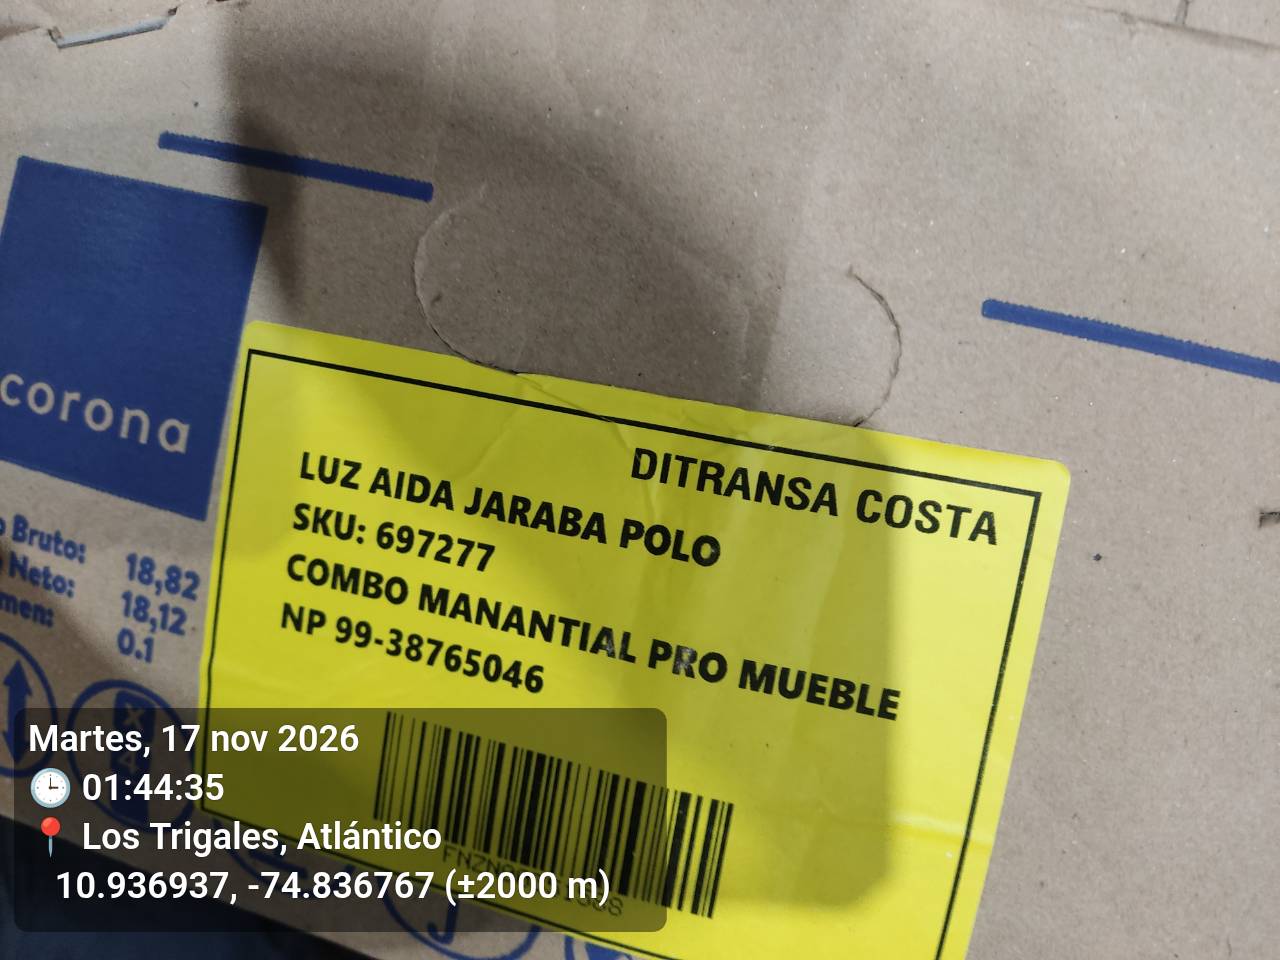 corona
Bruto: 18,82
Neto: 18,12
0.1
DITRANSA COSTA
LUZ AIDA JARABA POLO
SKU: 697277
COMBO MANANTIAL PRO MUEBLE
NP 99-38765046
Martes, 17 nov 2026
01:44:35
Los Trigales, Atlántico
10.936937, -74.836767 (±2000 m)